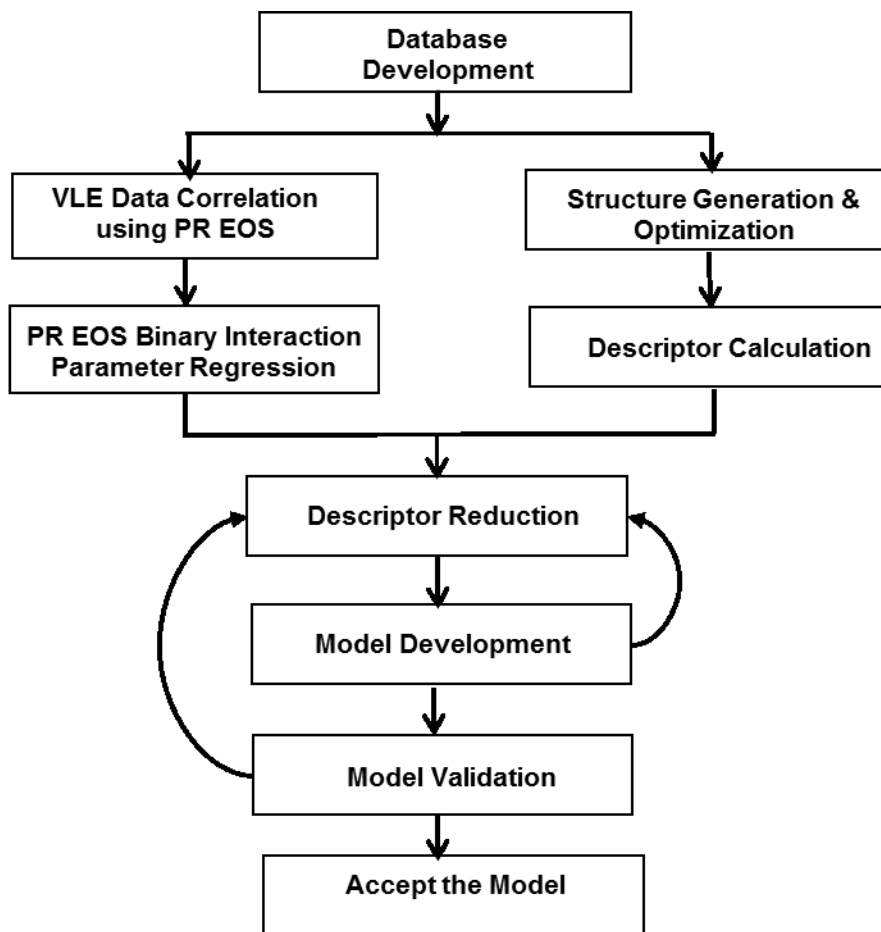 Database
Development
VLE Data Correlation
using PR EOS
Structure Generation &
Optimization
PR EOS Binary Interaction
Parameter Regression
Descriptor Calculation
Descriptor Reduction
Model Development
Model Validation
Accept the Model